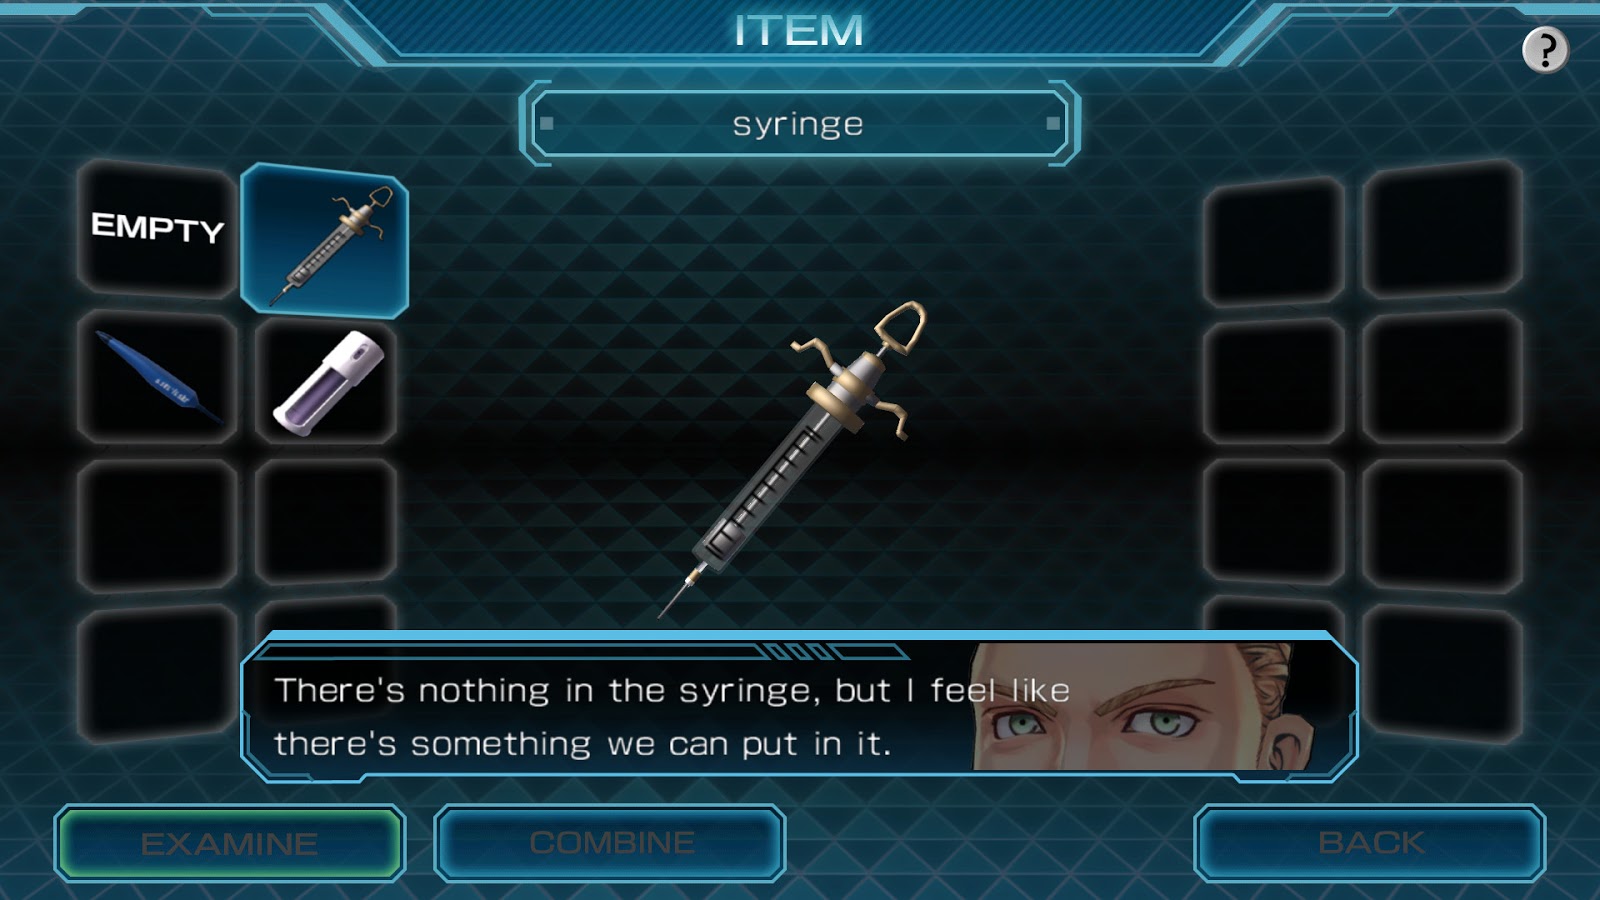 ITEM
?
syringe
EMPTY
There's nothing in the syringe, but I feel like
there's something we can put in it.
EXAMINE
COMBINE
BACK